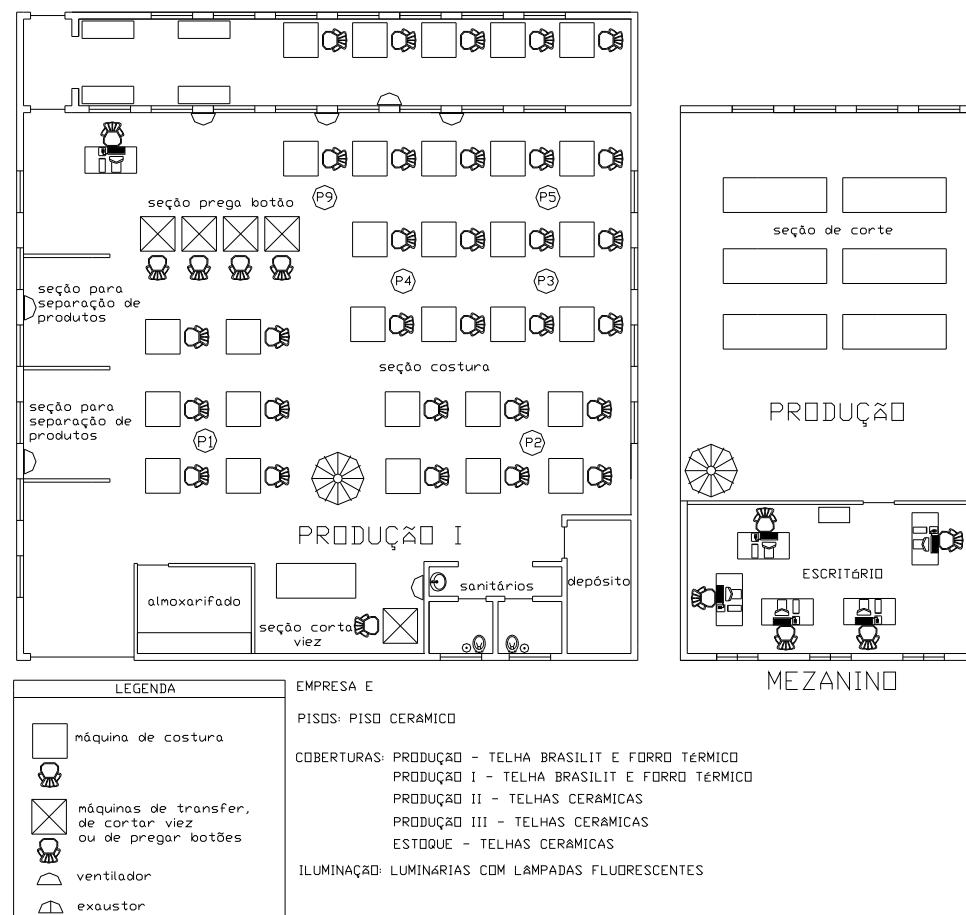 P9
P5
seção prega botão
seção de corte
P4
P3
seção para
separação de
produtos
seção costura
seção para
separação de
produtos
PRODUÇÃO
P1
P2
PRODUÇÃO I
ESCRITÓRIO
sanitários
depósito
almoxarifado
seção corta
viez
MEZANINO
LEGENDA
máquina de costura
máquinas de transfer,
de cortar viez
ou de pregar botões
ventilador
exaustor
EMPRESA E
PISOS: PISO CERÂMICO
COBERTURAS: PRODUÇÃO - TELHA BRASILIT E FORRO TÉRMICO
PRODUÇÃO I - TELHA BRASILIT E FORRO TÉRMICO
PRODUÇÃO II - TELHAS CERÂMICAS
PRODUÇÃO III - TELHAS CERÂMICAS
ESTOQUE - TELHAS CERÂMICAS
ILUMINAÇÃO: LUMINÁRIAS COM LÂMPADAS FLUORESCENTES